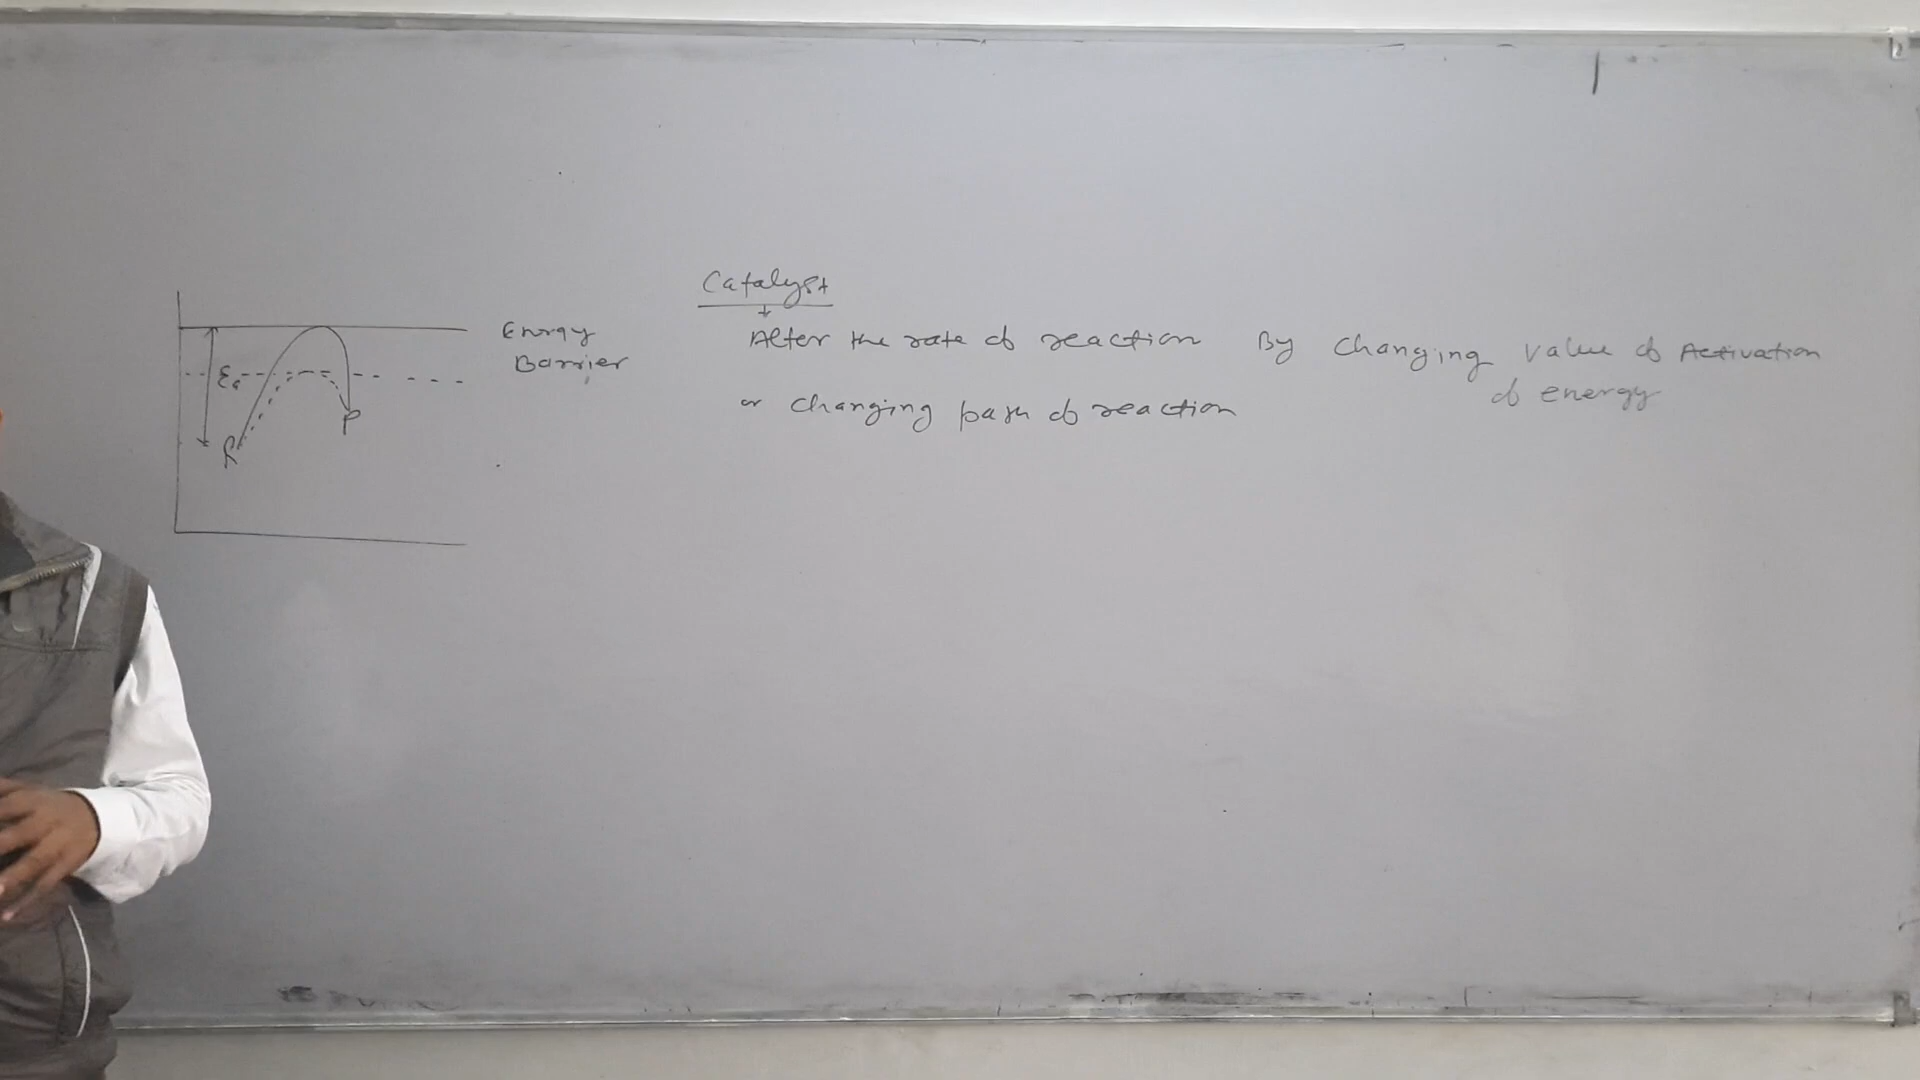 Energy
Barrier
Ea
R
P
Catalyst
Alter the rate of reaction By changing value of Activation
of energy
or changing path of reaction